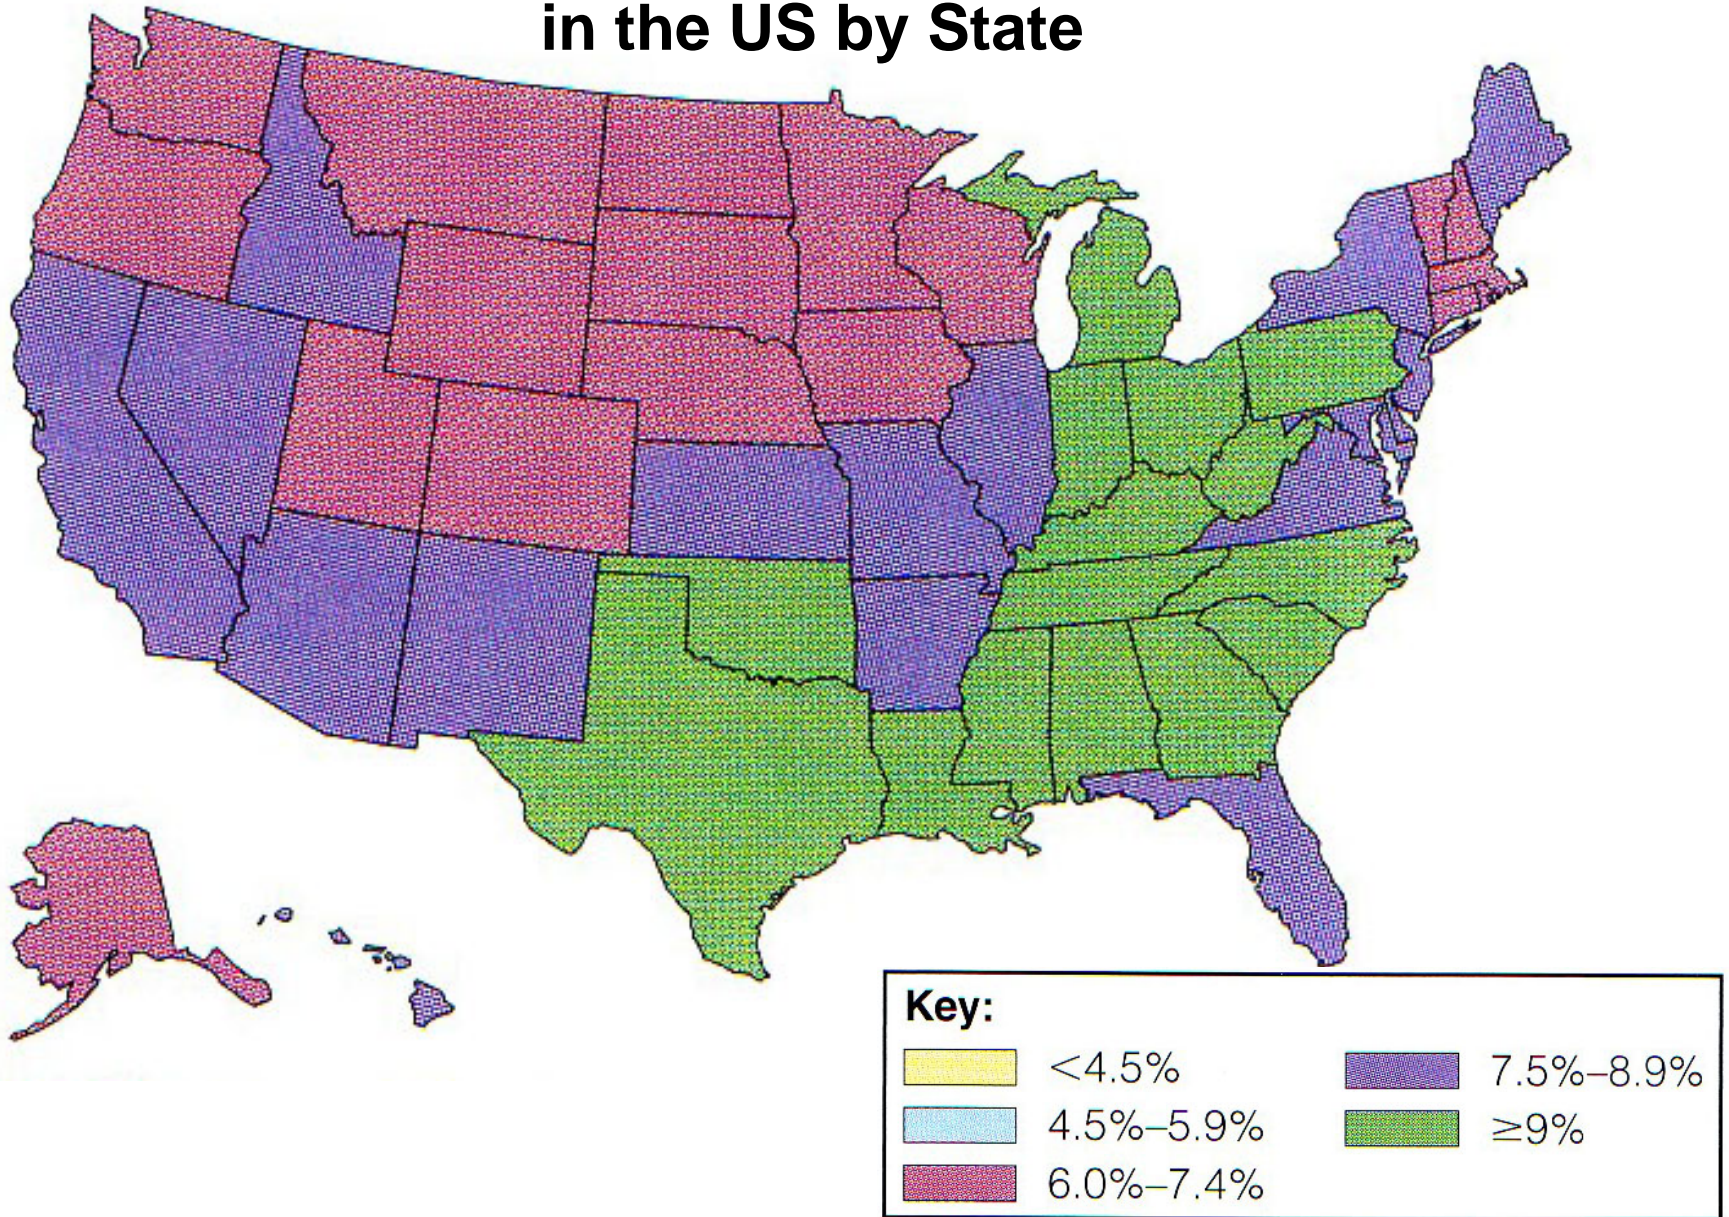 in the US by State
Key:
<4.5%
4.5%–5.9%
6.0%–7.4%
7.5%–8.9%
≥9%